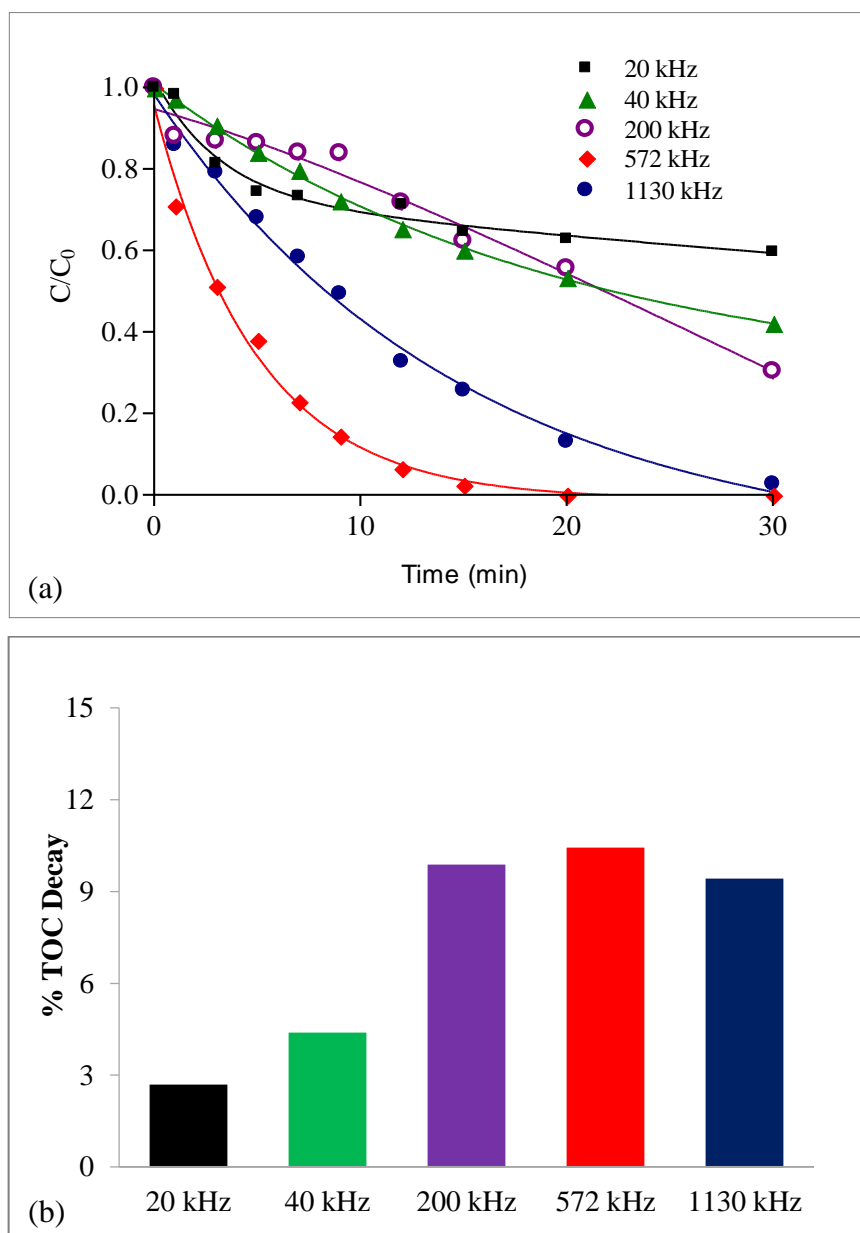 20 kHz
40 kHz
200 kHz
572 kHz
1130 kHz
1.0
0.8
0.6
0.4
0.2
0.0
C/C0
0 10 20 30
Time (min)
(a)
15
12
9
6
3
0
% TOC Decay
20 kHz 40 kHz 200 kHz 572 kHz 1130 kHz
(b)